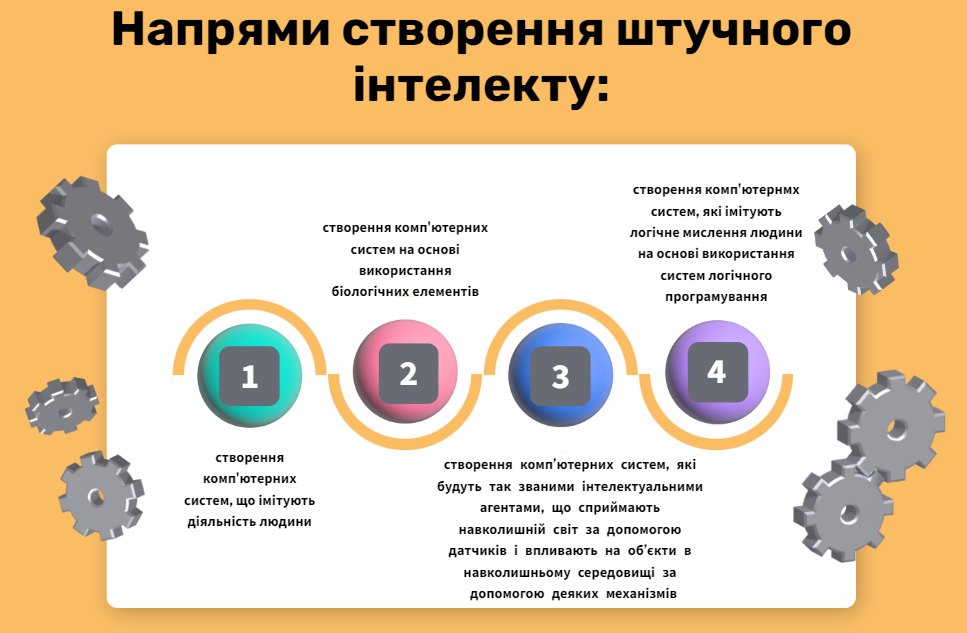 Напрями створення штучного
інтелекту:
1
створення
комп'ютерних
систем, що імітують
діяльність людини
2
створення комп'ютерних
систем на основі
використання
біологічних елементів
3
створення комп'ютерних систем, які
будуть так званими інтелектуальними
агентами, що сприймають
навколишній світ за допомогою
датчиків і впливають на об'єкти в
навколишньому середовищі за
допомогою деяких механізмів
4
створення комп'ютернмх
систем, які імітують
логічне мислення людини
на основі використання
систем логічного
програмування